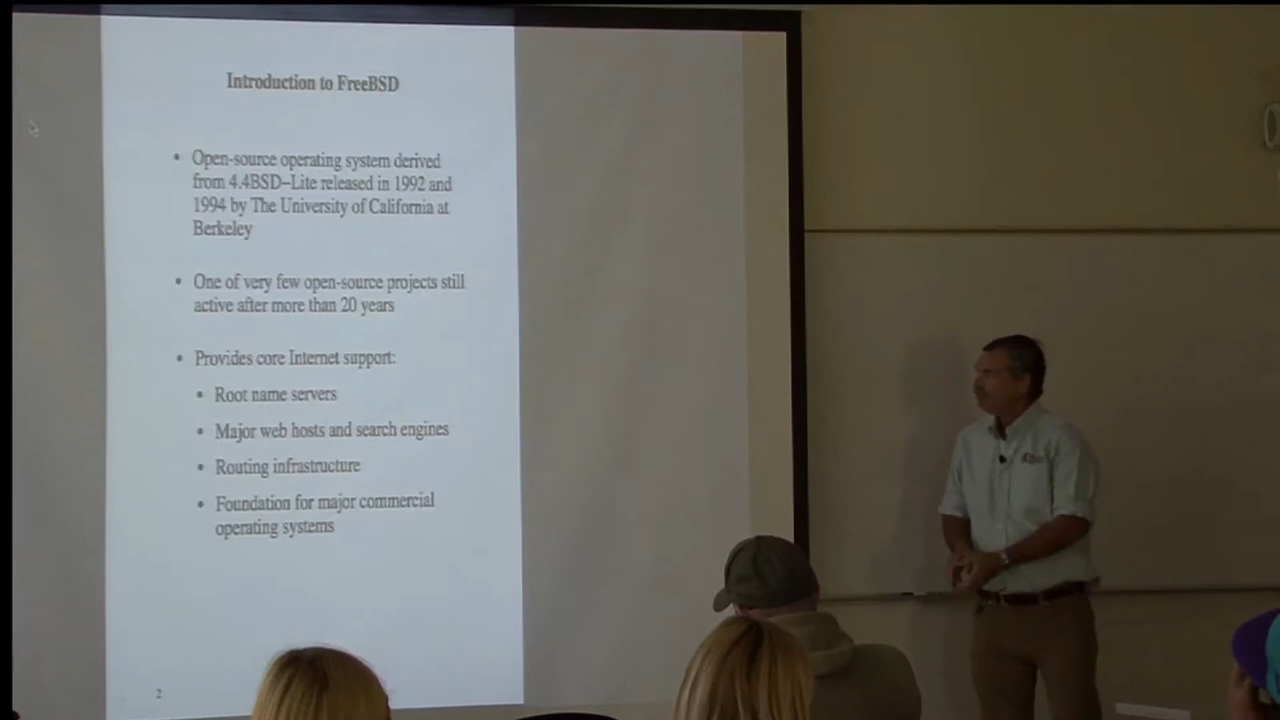 Introduction to FreeBSD
• Open-source operating system derived
from 4.4BSD–Lite released in 1992 and
1994 by The University of California at
Berkeley
• One of very few open-source projects still
active after more than 20 years
• Provides core Internet support:
• Root name servers
• Major web hosts and search engines
• Routing infrastructure
• Foundation for major commercial
operating systems
2